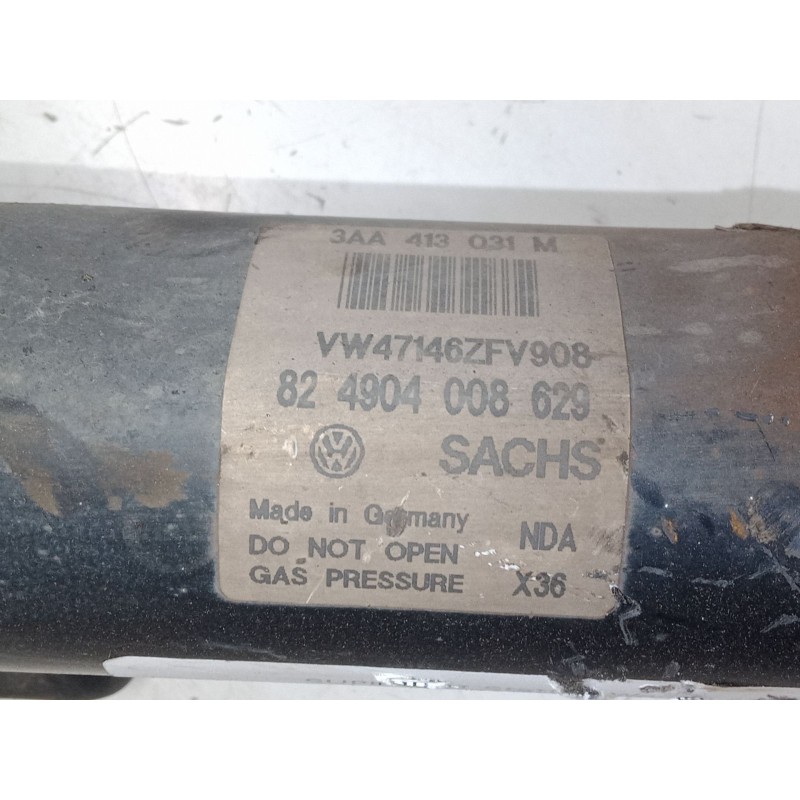 3AA 413 031 M
VW47146ZFV908
82 4904 008 629
SACHS
Made in Germany
DO NOT OPEN NDA
GAS PRESSURE X36